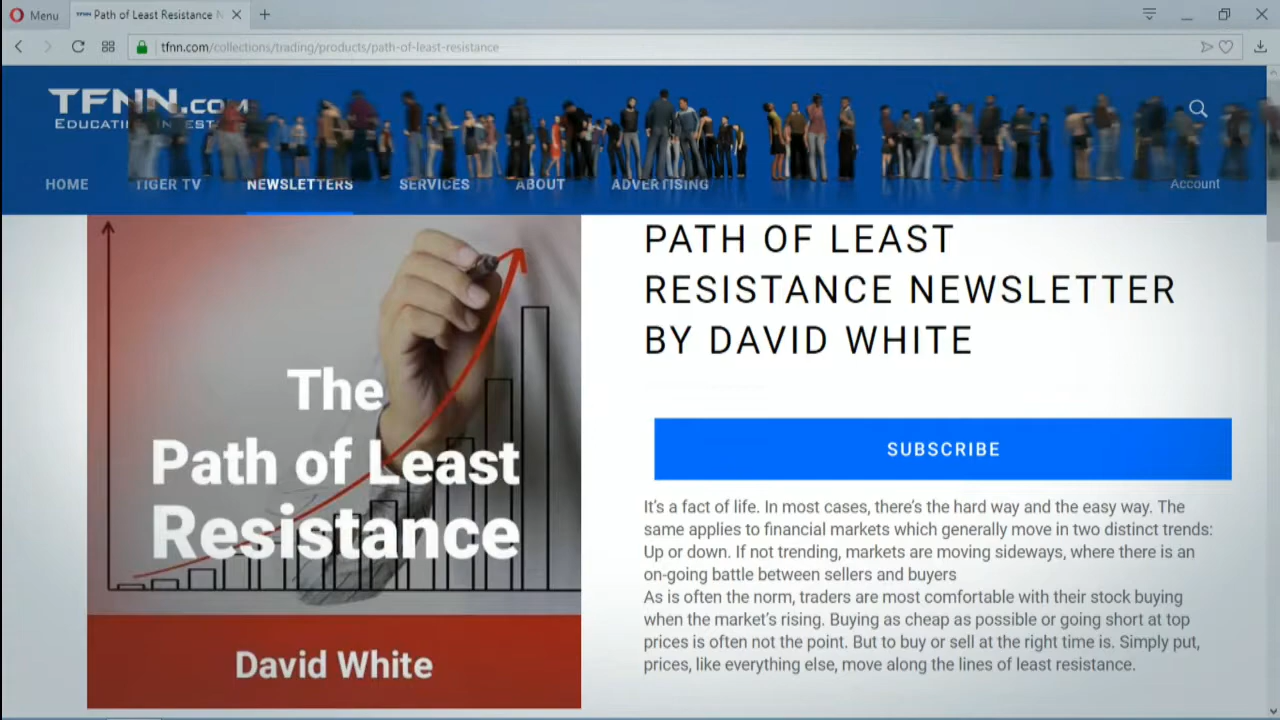 Menu
Path of Least Resistance N
tfnn.com/collections/trading/products/path-of-least-resistance
TFNN.COM
HOME
TIGER TV
NEWSLETTERS
SERVICES
ABOUT
ADVERTISING
Account
The
Path of Least
Resistance
David White
PATH OF LEAST
RESISTANCE NEWSLETTER
BY DAVID WHITE
SUBSCRIBE
It's a fact of life. In most cases, there's the hard way and the easy way. The
same applies to financial markets which generally move in two distinct trends:
Up or down. If not trending, markets are moving sideways, where there is an
on-going battle between sellers and buyers
As is often the norm, traders are most comfortable with their stock buying
when the market's rising. Buying as cheap as possible or going short at top
prices is often not the point. But to buy or sell at the right time is. Simply put,
prices, like everything else, move along the lines of least resistance.